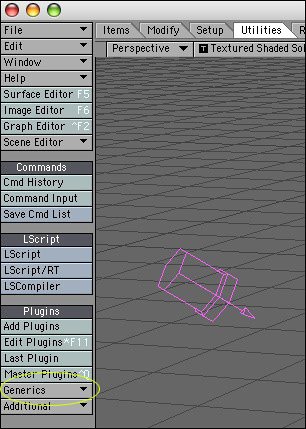 File
Items Modify Setup Utilities
Edit
Perspective T Textured Shaded Sol
Window
Help
Surface Editor F5
Image Editor F6
Graph Editor ^F2
Scene Editor
Commands
Cmd History
Command Input
Save Cmd List
LScript
LScript
LScript/RT
LSCompiler
Plugins
Add Plugins
Edit Plugins *F11
Last Plugin
Master Plugins ^Q
Generics
Additional